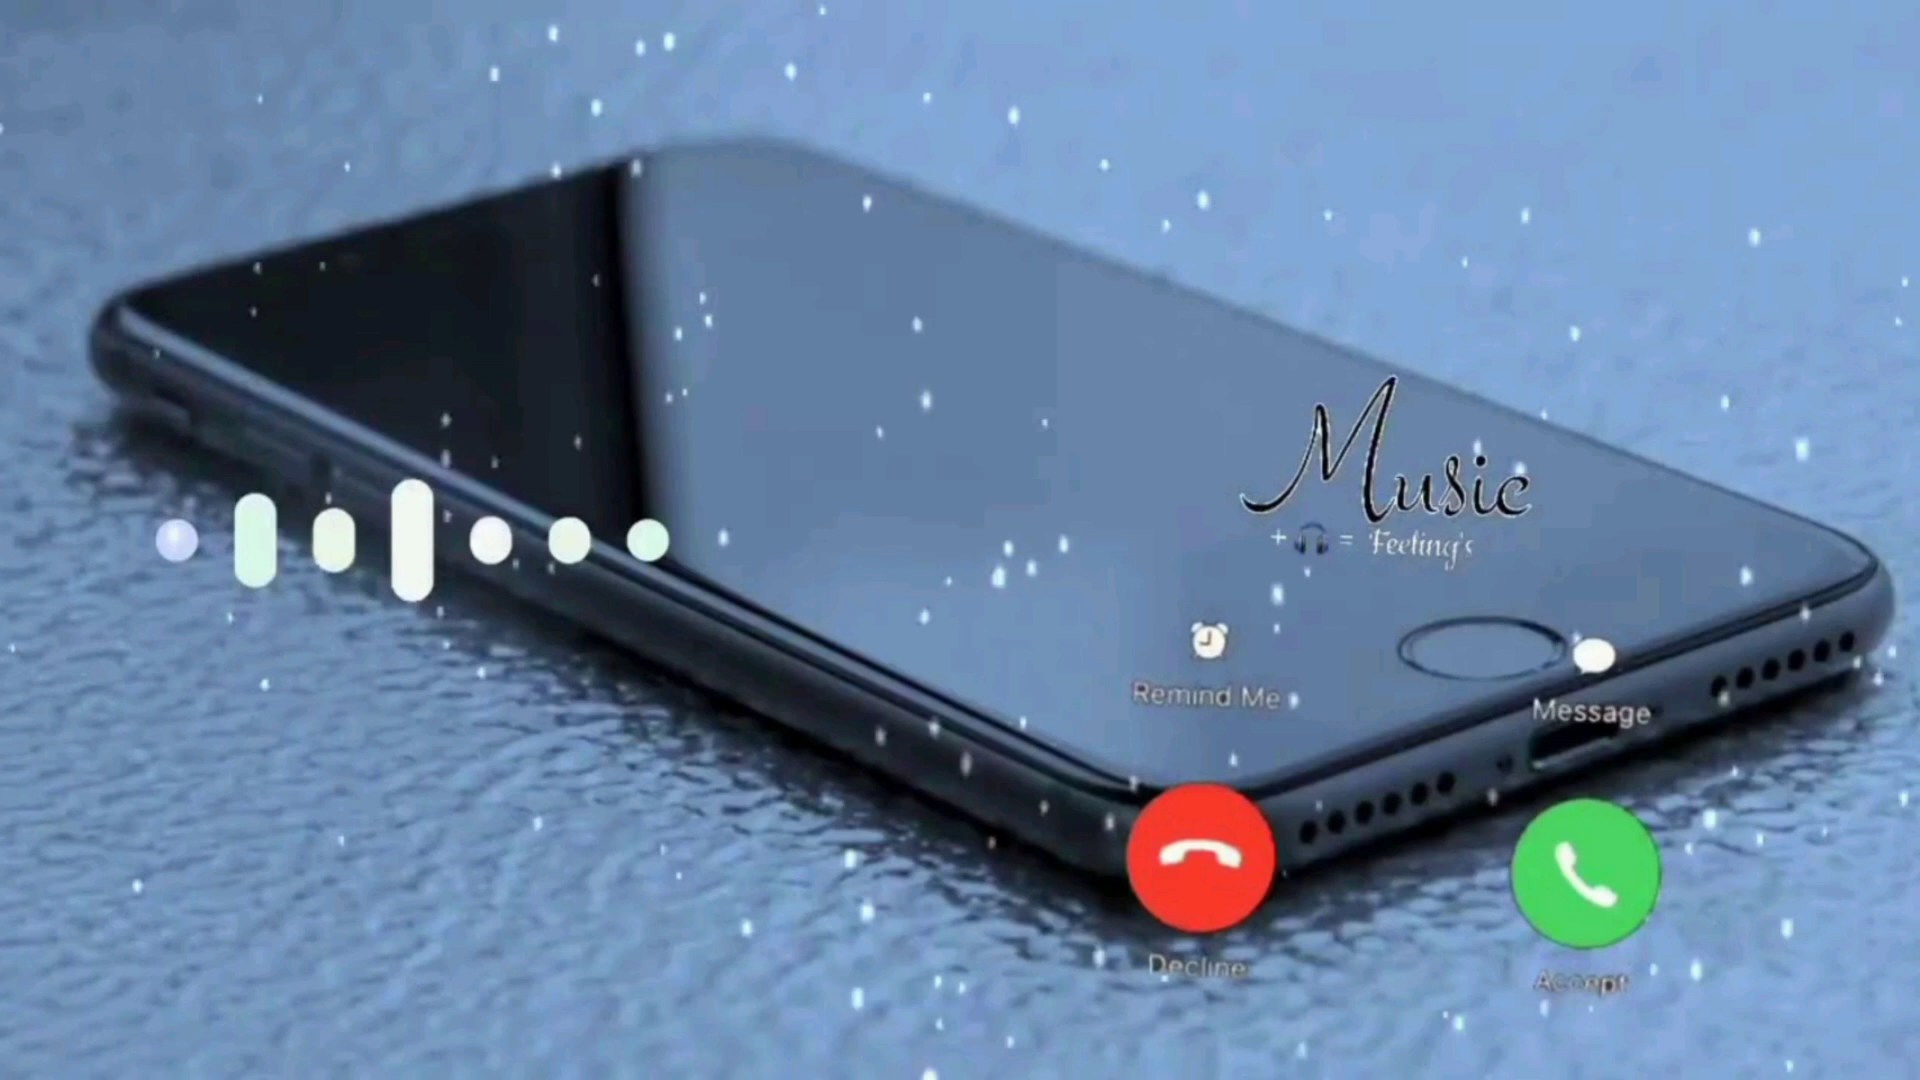 Music
+ 🎧 = Feeling's
Remind Me
Message
Decline
Accept